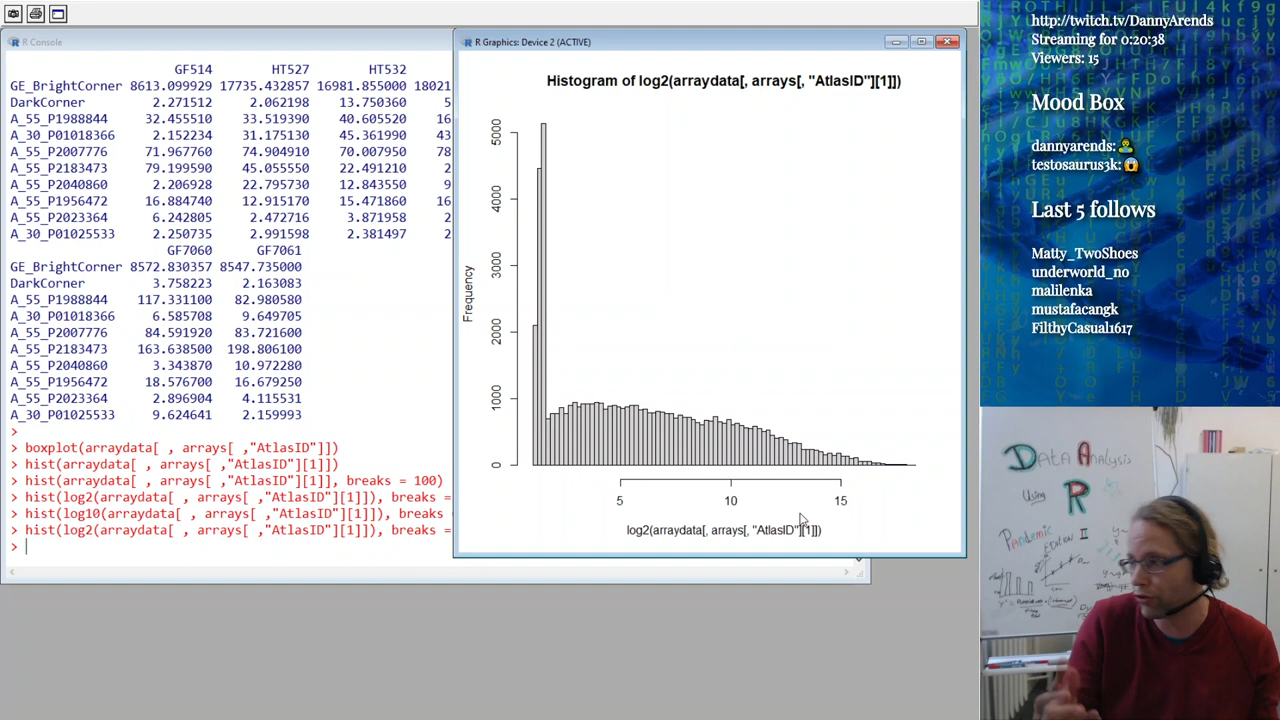 R Console
GF514 HT527 HT532
GE_BrightCorner 8613.099929 17735.432857 16981.855000 18021
DarkCorner 2.271512 2.062198 13.750360 5
A_55_P1988844 32.455510 33.519390 40.605520 16
A_30_P01018366 2.152234 31.175130 45.361990 43
A_55_P2007776 71.967760 74.904910 70.007950 78
A_55_P2183473 79.199590 45.055550 22.491210 2
A_55_P2040860 2.206928 22.795730 12.843550 9
A_55_P1956472 16.884740 12.915170 15.471860 16
A_55_P2023364 6.242805 2.472716 3.871958 2
A_30_P01025533 2.250735 2.991598 2.381497 2
GF7060 GF7061
GE_BrightCorner 8572.830357 8547.735000
DarkCorner 3.758223 2.163083
A_55_P1988844 117.331100 82.980580
A_30_P01018366 6.585708 9.649705
A_55_P2007776 84.591920 83.721600
A_55_P2183473 163.638500 198.806100
A_55_P2040860 3.343870 10.972280
A_55_P1956472 18.576700 16.679250
A_55_P2023364 2.896904 4.115531
A_30_P01025533 9.624641 2.159993
>
> boxplot(arraydata[ , arrays[ ,"AtlasID"]])
> hist(arraydata[ , arrays[ ,"AtlasID"][1]])
> hist(arraydata[ , arrays[ ,"AtlasID"][1]], breaks = 100)
> hist(log2(arraydata[ , arrays[ ,"AtlasID"][1]]), breaks =
> hist(log10(arraydata[ , arrays[ ,"AtlasID"][1]]), breaks
> hist(log2(arraydata[ , arrays[ ,"AtlasID"][1]]), breaks =
>
R Graphics: Device 2 (ACTIVE)
Histogram of log2(arraydata[, arrays[, "AtlasID"][1]])
Frequency
5000
4000
3000
2000
1000
0
5 10 15
log2(arraydata[, arrays[, "AtlasID"][1]])
http://twitch.tv/DannyArends
Streaming for 0:20:38
Viewers: 15
Mood Box
dannyarends:
testosaurus3k:
Last 5 follows
Matty_TwoShoes
underworld_no
malilenka
mustafacangk
FilthyCasual1617
DATA ANALYSIS
Using R
Pandemic
EDITION II